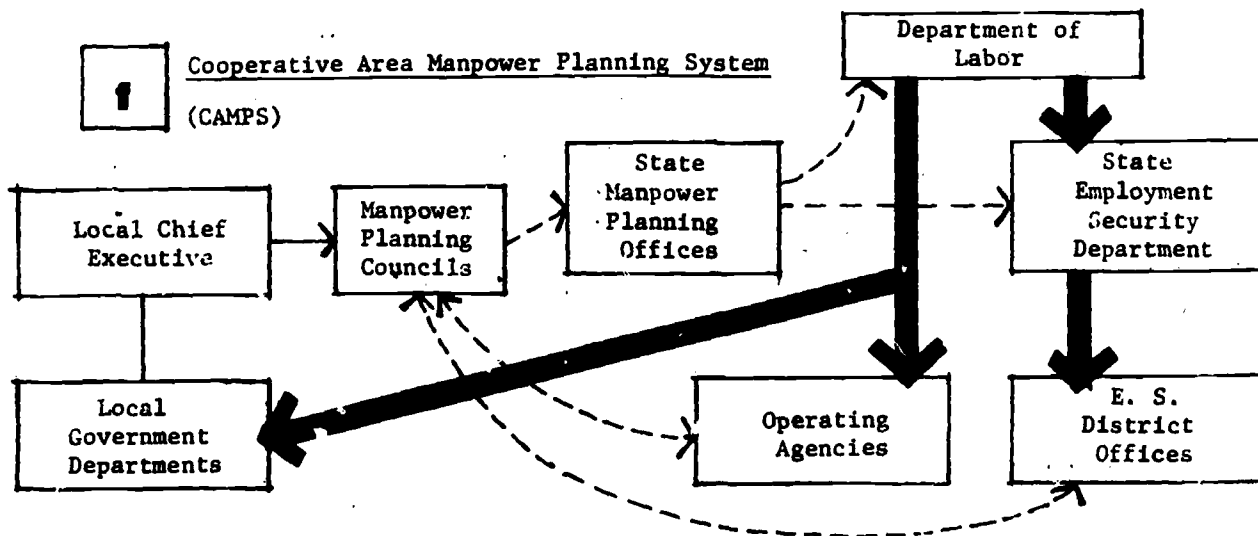 f
Cooperative Area Manpower Planning System
(CAMPS)
Department of
Labor
State
Manpower
Planning
Offices
State
Employment
Security
Department
Manpower
Planning
Councils
Local Chief
Executive
Local
Government
Departments
Operating
Agencies
E. S.
District
Offices